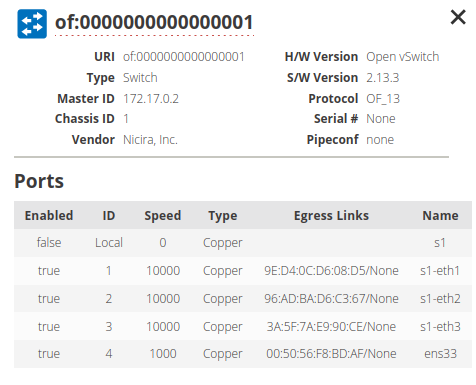 of:0000000000000001
URI of:0000000000000001 H/W Version Open vSwitch
Type Switch S/W Version 2.13.3
Master ID 172.17.0.2 Protocol OF_13
Chassis ID 1 Serial # None
Vendor Nicira, Inc. Pipeconf none
Ports
Enabled ID Speed Type Egress Links Name
false Local 0 Copper s1
true 1 10000 Copper 9E:D4:0C:D6:08:D5/None s1-eth1
true 2 10000 Copper 96:AD:BA:D6:C3:67/None s1-eth2
true 3 10000 Copper 3A:5F:7A:E9:90:CE/None s1-eth3
true 4 1000 Copper 00:50:56:F8:BD:AF/None ens33